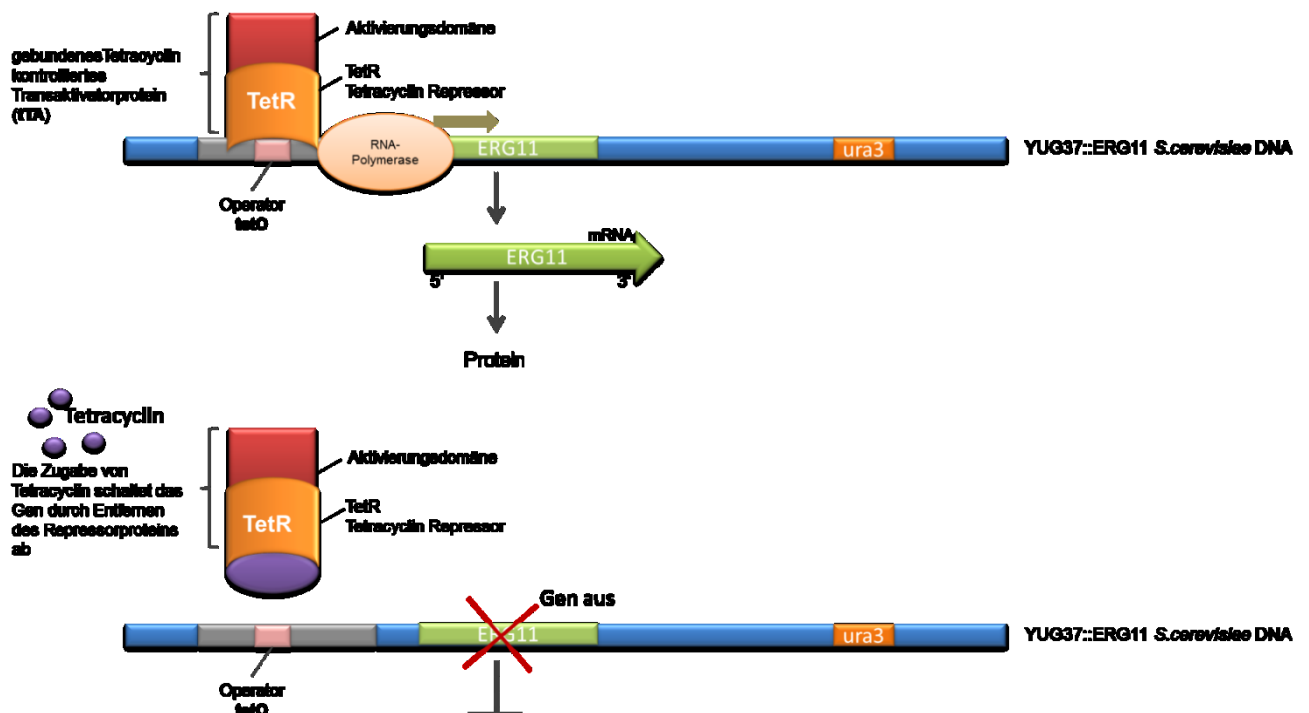 Aktivierungsdomäne
gebundenesTetracyclin
kontrolliertes
Transaktivatorprotein
(tTA)
TetR
Tetracyclin Repressor
TetR
RNA-
Polymerase
ERG11
ura3
YUG37::ERG11 S.cerevisiae DNA
Operator
tetO
mRNA
ERG11
5'
3'
Protein
Tetracyclin
Die Zugabe von
Tetracyclin schaltet das
Gen durch Entfernen
des Repressorproteins
ab
Aktivierungsdomäne
TetR
Tetracyclin Repressor
TetR
Gen aus
ERG11
ura3
YUG37::ERG11 S.cerevisiae DNA
Operator
tetO